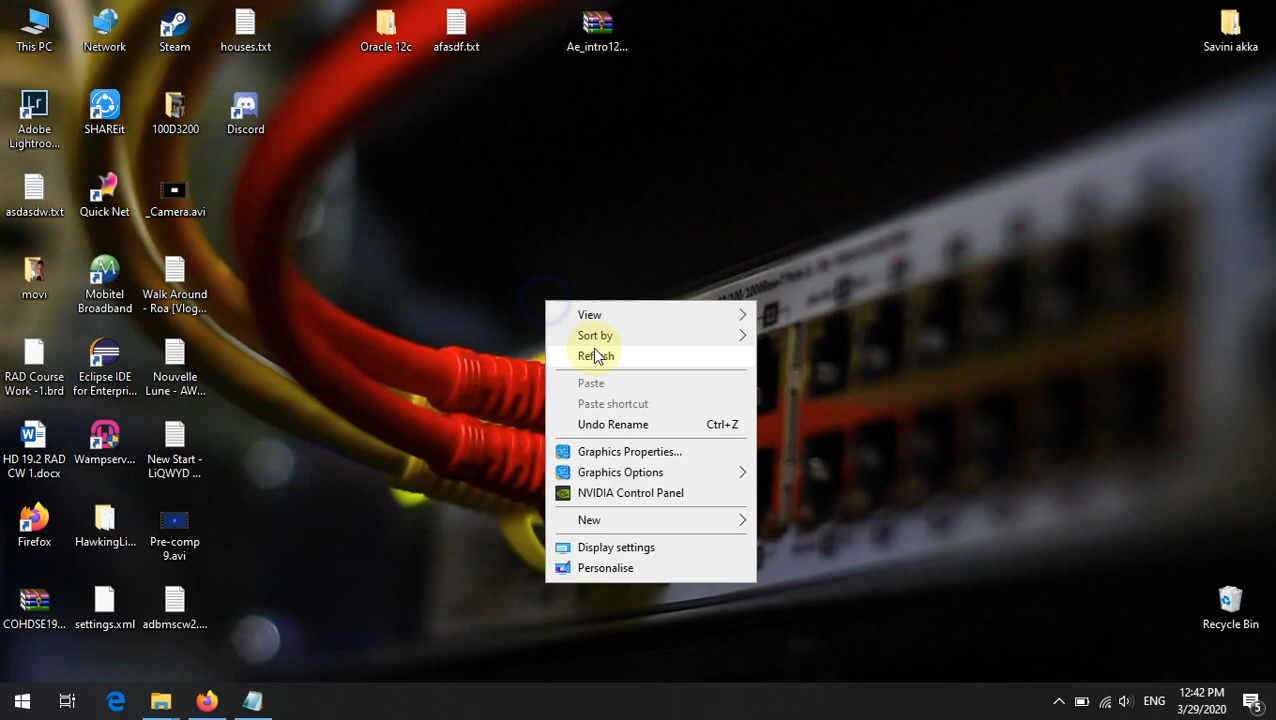 This PC
Network
Steam
houses.txt
Oracle 12c
afasdf.txt
Ae_intro12...
Savini akka
Adobe
Lightroo...
SHAREit
100D3200
Discord
asdasdw.txt
Quick Net
_Camera.avi
movi
Mobitel
Broadband
Walk Around
- Roa [Vlog...
RAD Course
Work -1.brd
Eclipse IDE
for Enterpri...
Nouvelle
Lune - AW...
HD 19.2 RAD
CW 1.docx
Wampserv...
New Start -
LiQWYD ...
Firefox
HawkingLi...
Pre-comp
9.avi
COHDSE19...
settings.xml
adbmscw2....
View
Sort by
Refresh
Paste
Paste shortcut
Undo Rename Ctrl+Z
Graphics Properties...
Graphics Options
NVIDIA Control Panel
New
Display settings
Personalise
Recycle Bin
ENG
12:42 PM
3/29/2020
5